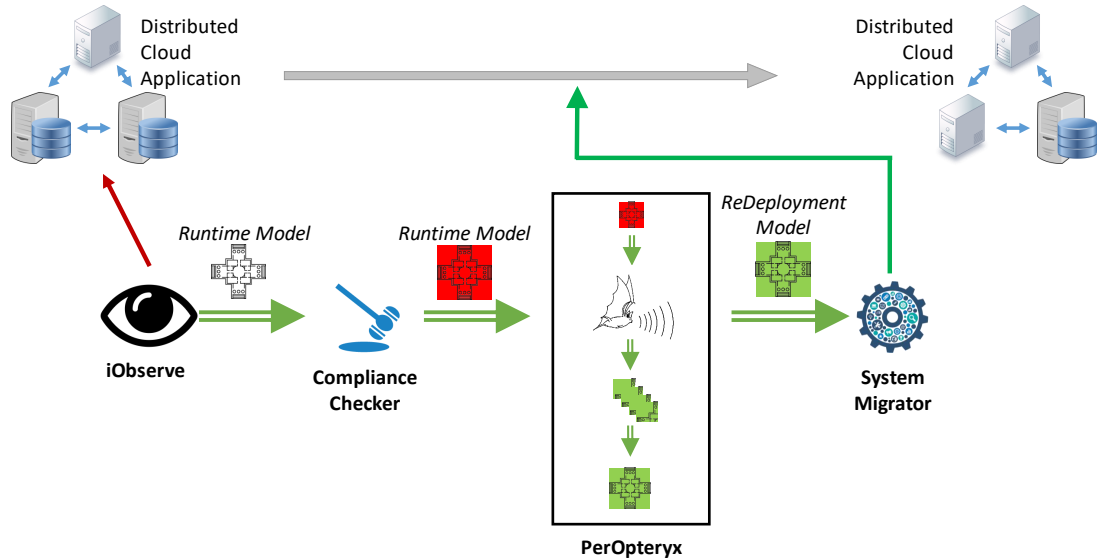 Distributed
Cloud
Application
Distributed
Cloud
Application
Runtime Model
Runtime Model
ReDeployment
Model
iObserve
Compliance
Checker
System
Migrator
PerOpteryx